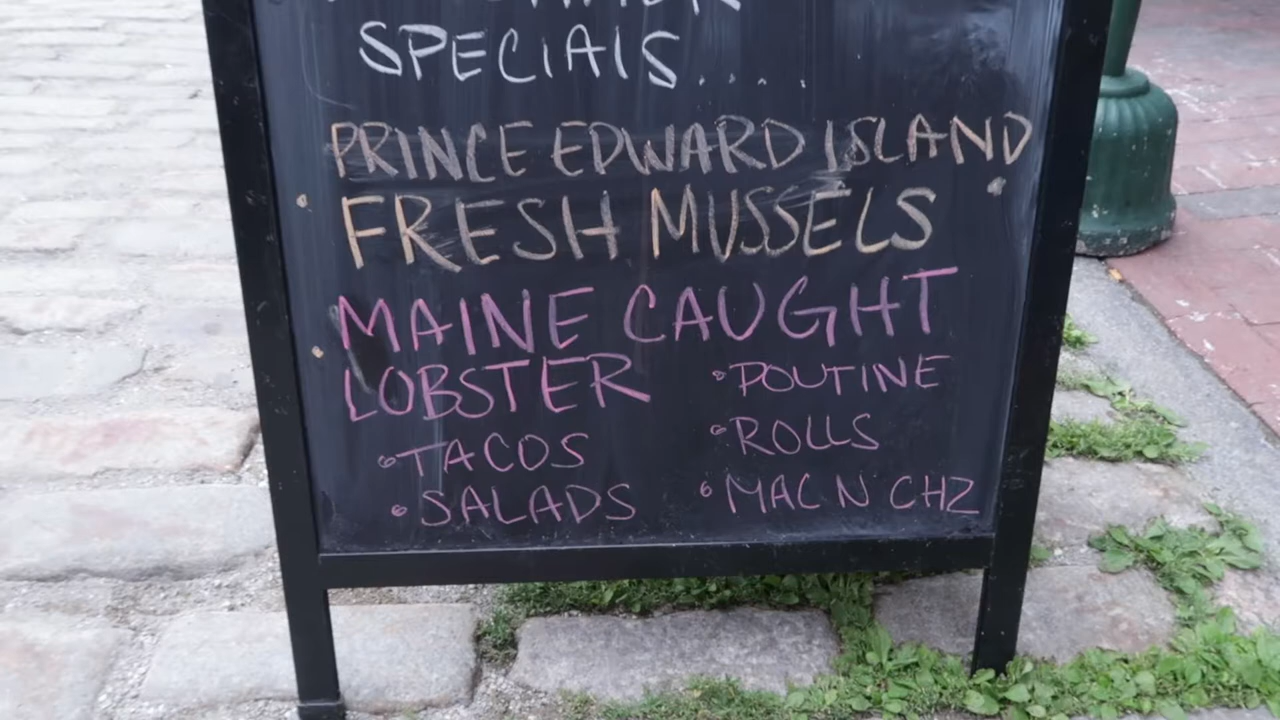 SPECIALS....
PRINCE EDWARD ISLAND
FRESH MUSSELS
MAINE CAUGHT
LOBSTER
TACOS
SALADS
POUTINE
ROLLS
MAC N CHZ